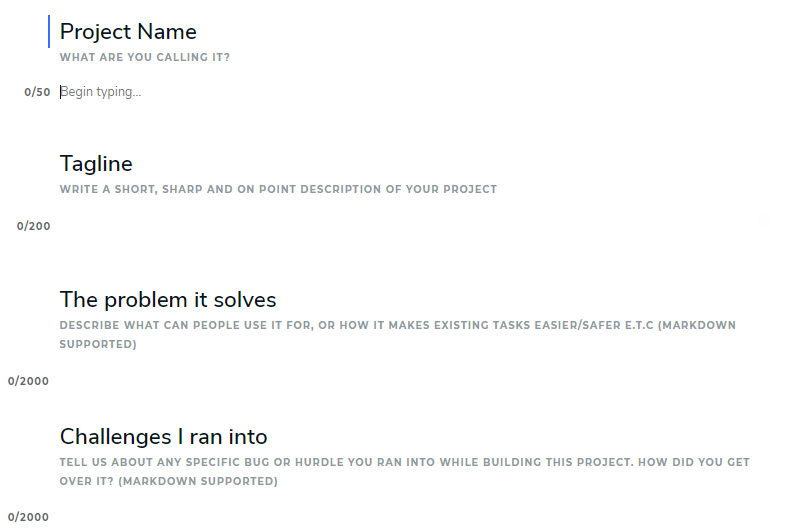 Project Name
WHAT ARE YOU CALLING IT?
0/50 Begin typing...
Tagline
WRITE A SHORT, SHARP AND ON POINT DESCRIPTION OF YOUR PROJECT
0/200
The problem it solves
DESCRIBE WHAT CAN PEOPLE USE IT FOR, OR HOW IT MAKES EXISTING TASKS EASIER/SAFER E.T.C (MARKDOWN
SUPPORTED)
0/2000
Challenges I ran into
TELL US ABOUT ANY SPECIFIC BUG OR HURDLE YOU RAN INTO WHILE BUILDING THIS PROJECT. HOW DID YOU GET
OVER IT? (MARKDOWN SUPPORTED)
0/2000